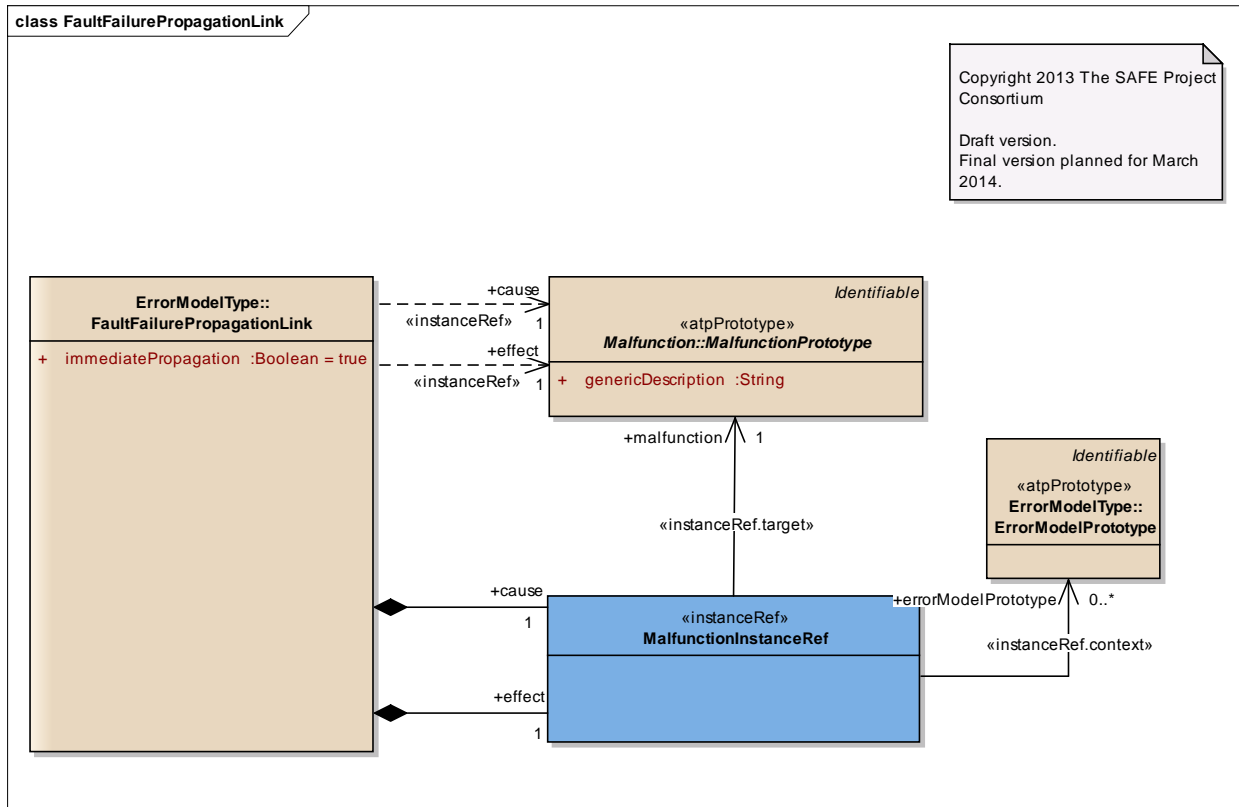 class FaultFailurePropagationLink
Copyright 2013 The SAFE Project
Consortium
Draft version.
Final version planned for March
2014.
ErrorModelType::
FaultFailurePropagationLink
+ immediatePropagation :Boolean = true
+cause
«instanceRef» 1
+effect
«instanceRef» 1
Identifiable
«atpPrototype»
Malfunction::MalfunctionPrototype
+ genericDescription :String
+malfunction 1
«instanceRef.target»
Identifiable
«atpPrototype»
ErrorModelType::
ErrorModelPrototype
+errorModelPrototype 0..*
«instanceRef.context»
+cause
1
«instanceRef»
MalfunctionInstanceRef
+effect
1